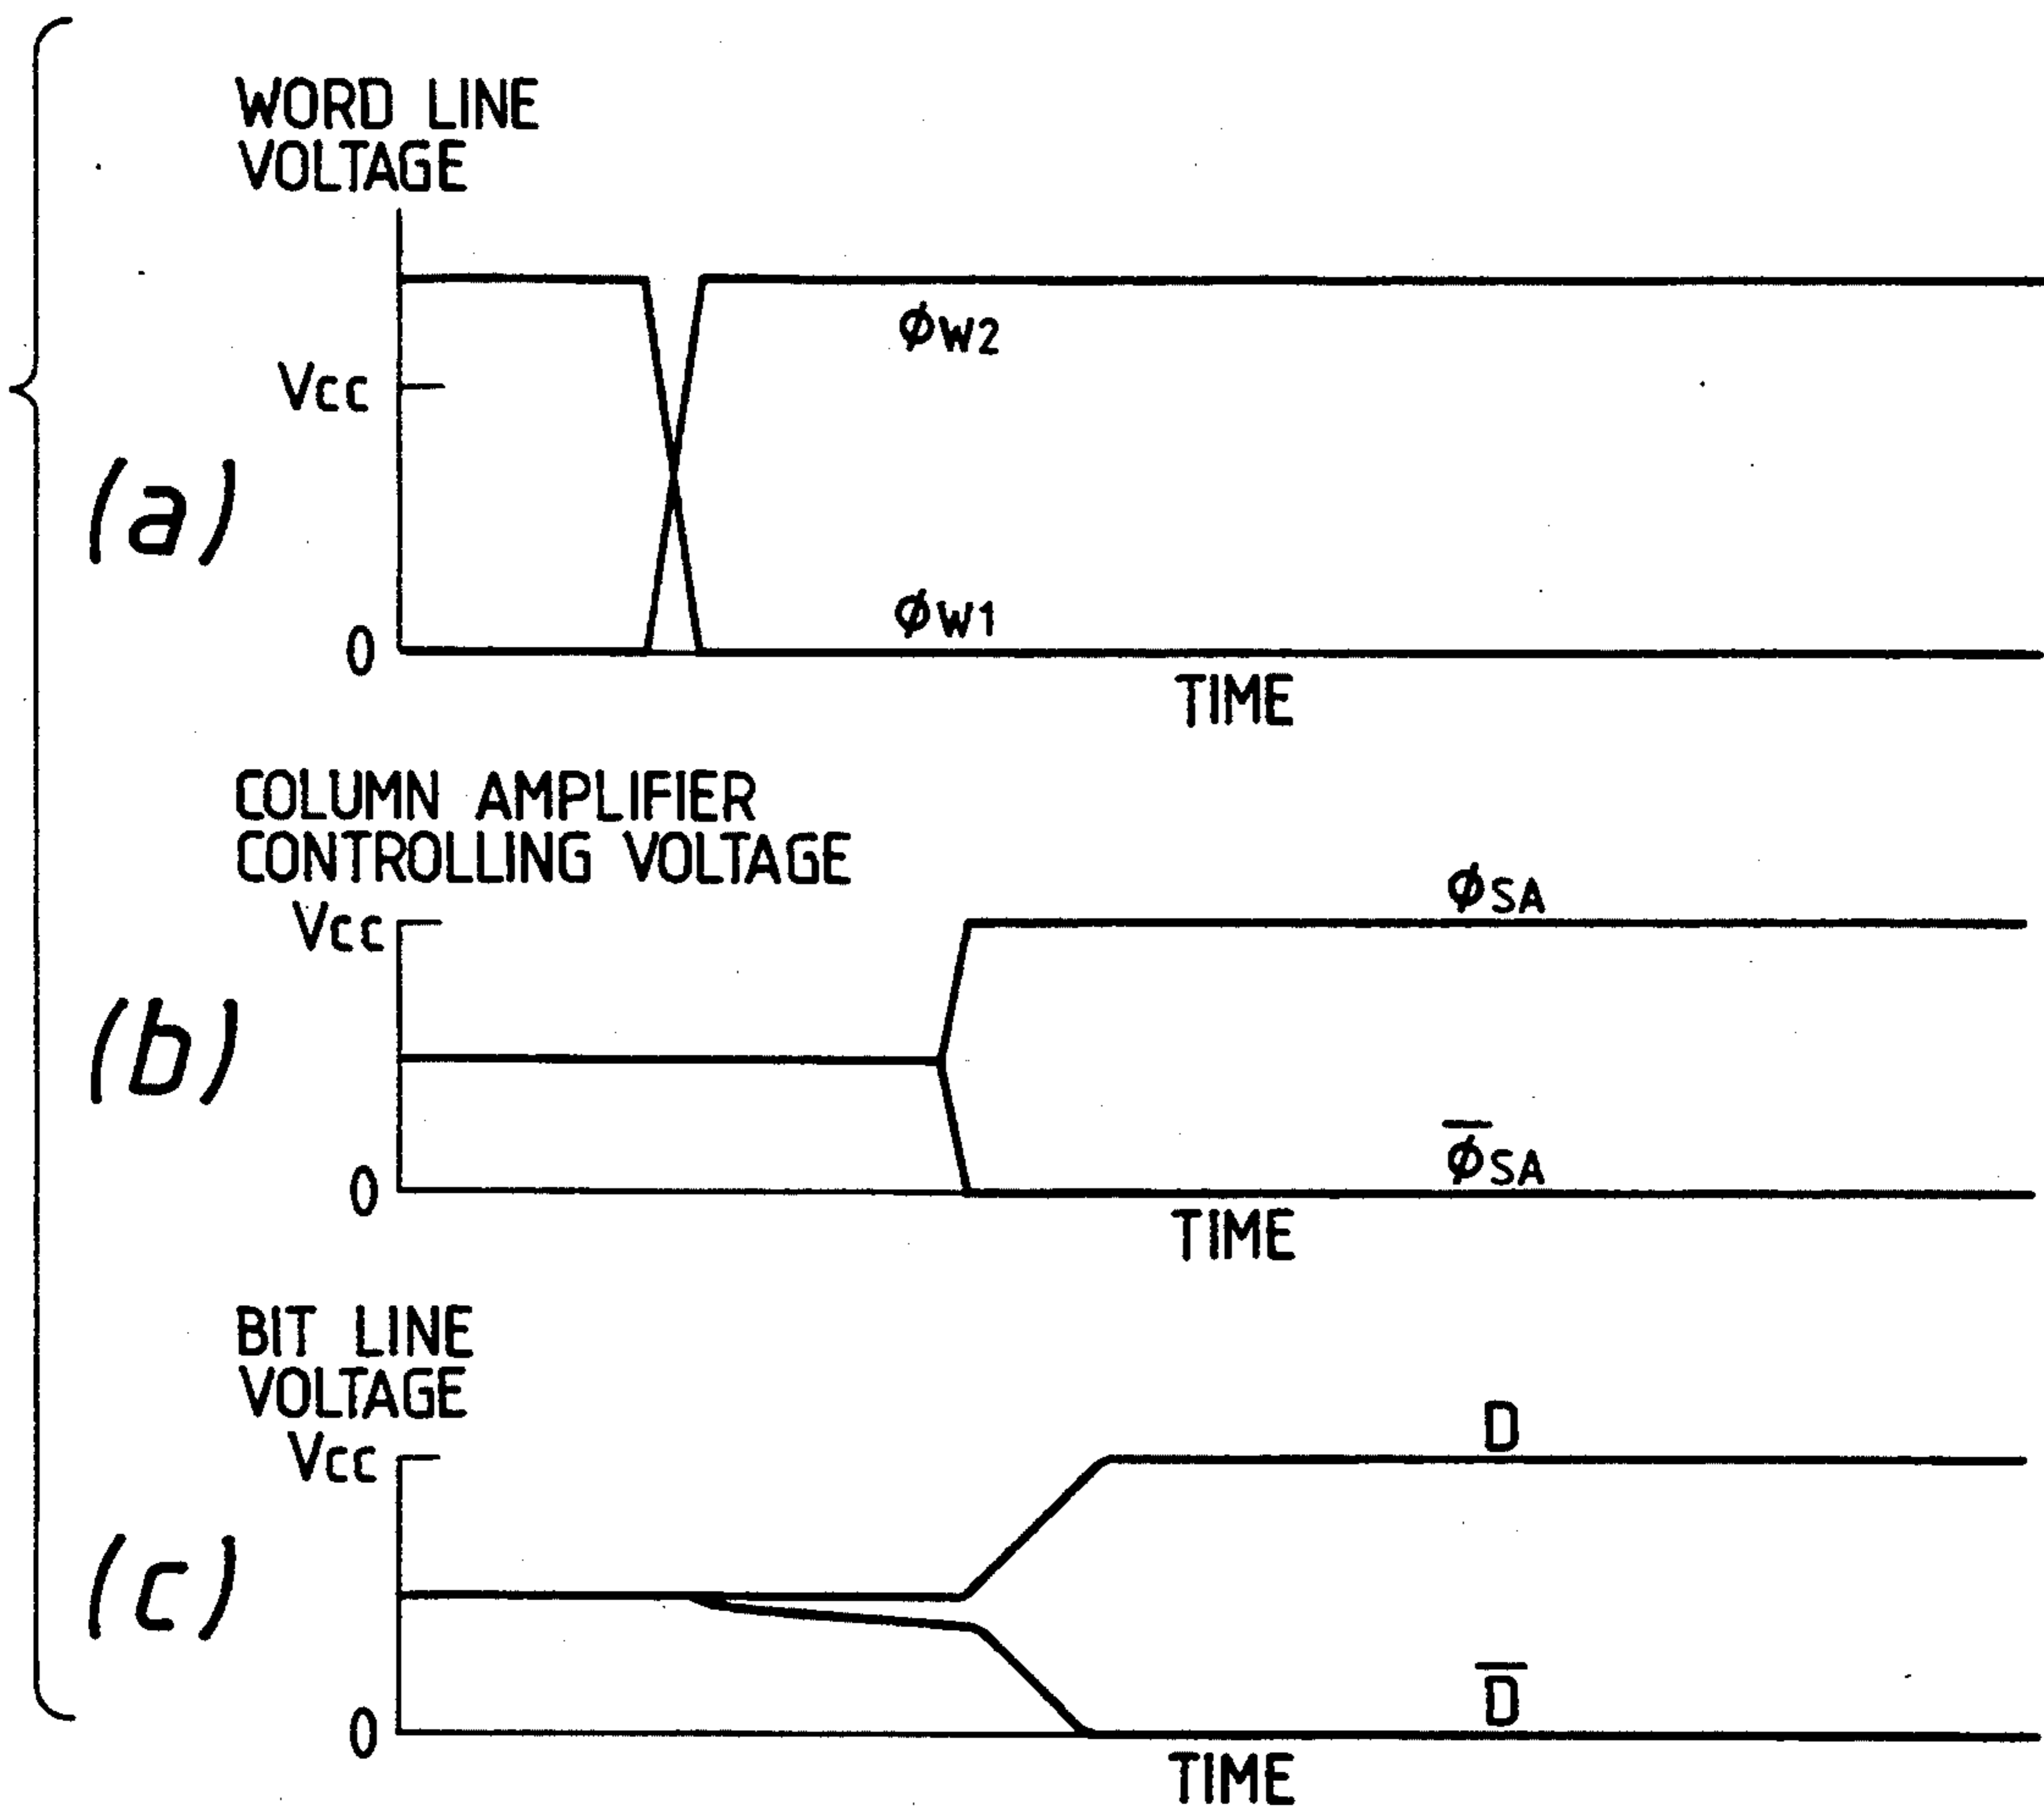 WORD LINE
VOLTAGE
VCC
(a)
0
ϕW2
ϕW1
TIME
COLUMN AMPLIFIER
CONTROLLING VOLTAGE
VCC
(b)
0
ϕSA
ϕ̅SA
TIME
BIT LINE
VOLTAGE
VCC
(c)
0
D
D̅
TIME